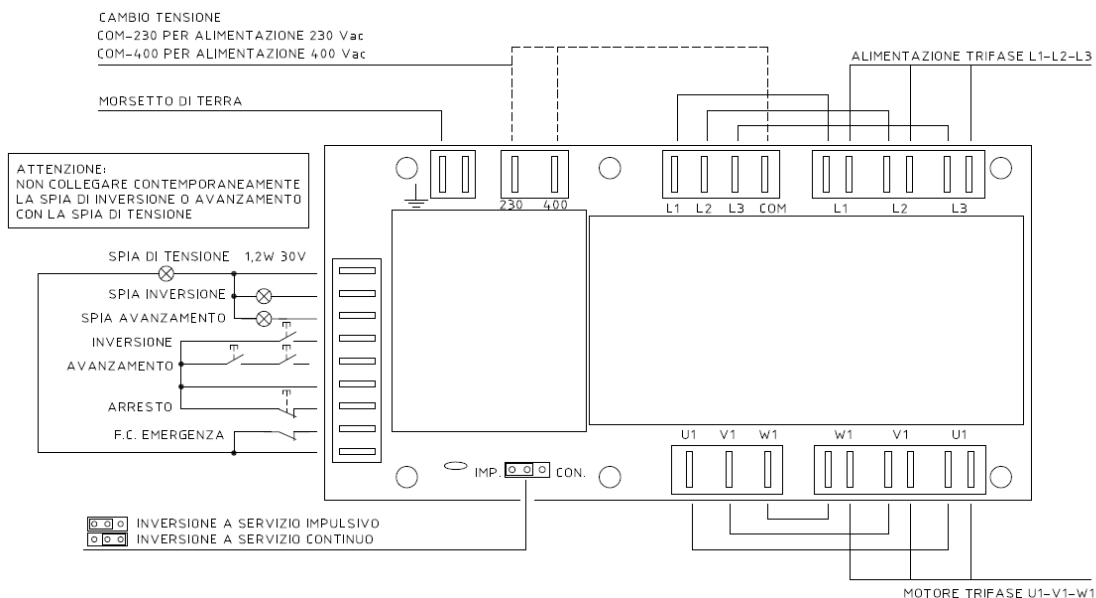 CAMBIO TENSIONE
COM-230 PER ALIMENTAZIONE 230 Vac
COM-400 PER ALIMENTAZIONE 400 Vac
ALIMENTAZIONE TRIFASE L1-L2-L3
MORSETTO DI TERRA
ATTENZIONE:
NON COLLEGARE CONTEMPORANEAMENTE
LA SPIA DI INVERSIONE O AVANZAMENTO
CON LA SPIA DI TENSIONE
230 400
L1 L2 L3 COM
L1 L2 L3
SPIA DI TENSIONE 1,2W 30V
SPIA INVERSIONE
SPIA AVANZAMENTO
INVERSIONE
AVANZAMENTO
ARRESTO
F.C. EMERGENZA
U1 V1 W1
W1 V1 U1
IMP. CON.
INVERSIONE A SERVIZIO IMPULSIVO
INVERSIONE A SERVIZIO CONTINUO
MOTORE TRIFASE U1-V1-W1